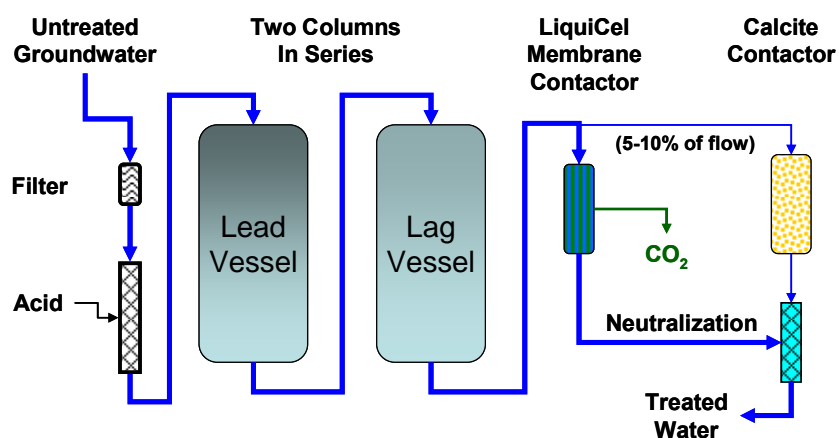 Untreated
Groundwater
Two Columns
In Series
LiquiCel
Membrane
Contactor
Calcite
Contactor
(5-10% of flow)
Filter
Lead
Vessel
Lag
Vessel
CO₂
Acid
Neutralization
Treated
Water